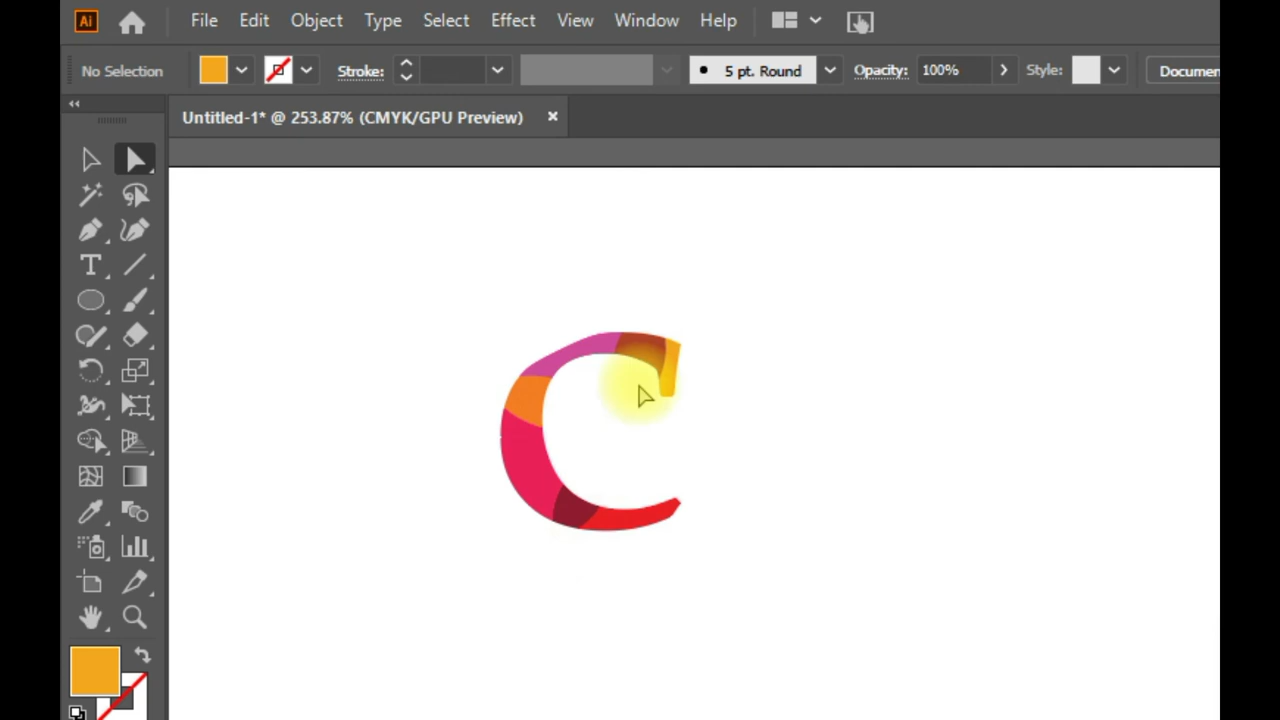 Ai File Edit Object Type Select Effect View Window Help
No Selection Stroke: 5 pt. Round Opacity: 100% Style: Documen
Untitled-1* @ 253.87% (CMYK/GPU Preview) ×
T
C